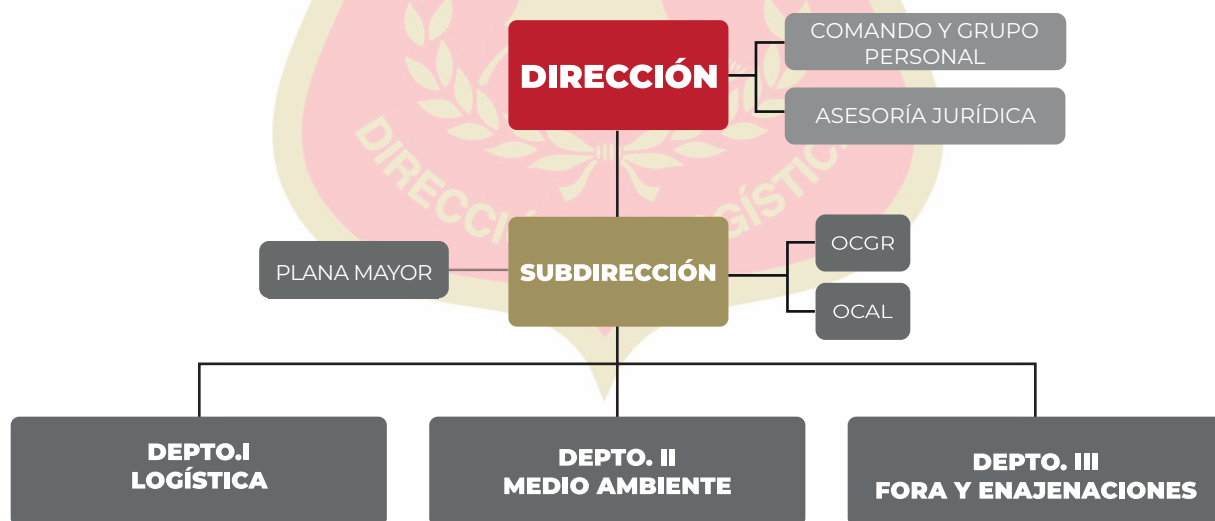 COMANDO Y GRUPO
PERSONAL
DIRECCIÓN
ASESORÍA JURÍDICA
OCGR
PLANA MAYOR
SUBDIRECCIÓN
OCAL
DEPTO.I
LOGÍSTICA
DEPTO. II
MEDIO AMBIENTE
DEPTO. III
FORA Y ENAJENACIONES